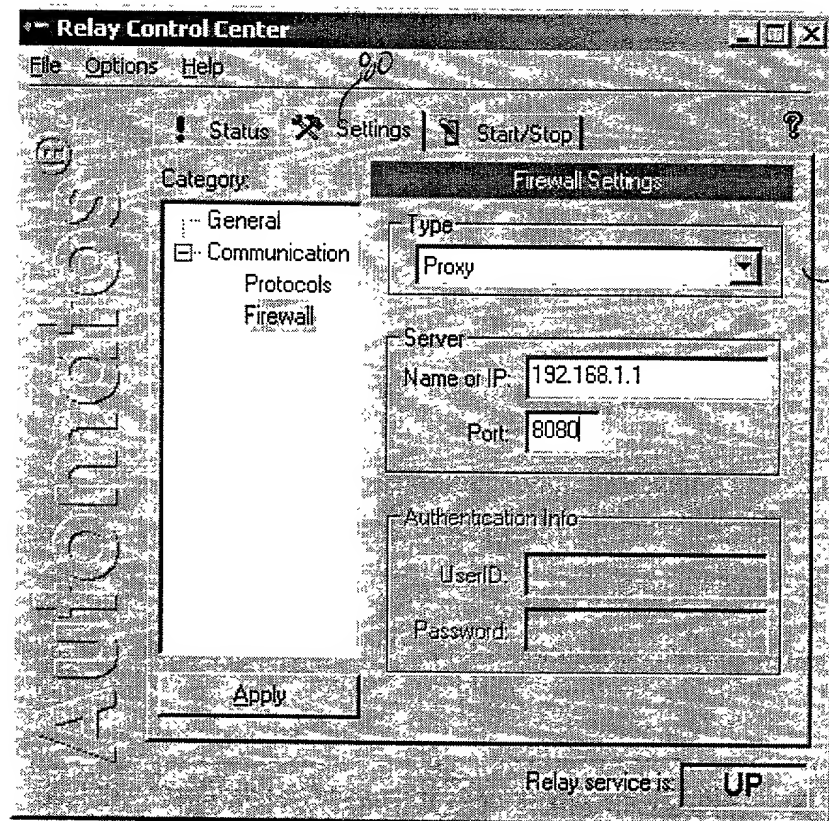 Relay Control Center
File Options Help
90
! Status Settings Start/Stop ?
Automatos®
Category:
Firewall Settings
General
Communication
Protocols
Firewall
Type
Proxy
Server
Name or IP: 192.168.1.1
Port: 8080
Authentication Info
UserID:
Password:
Apply
Relay service is: UP